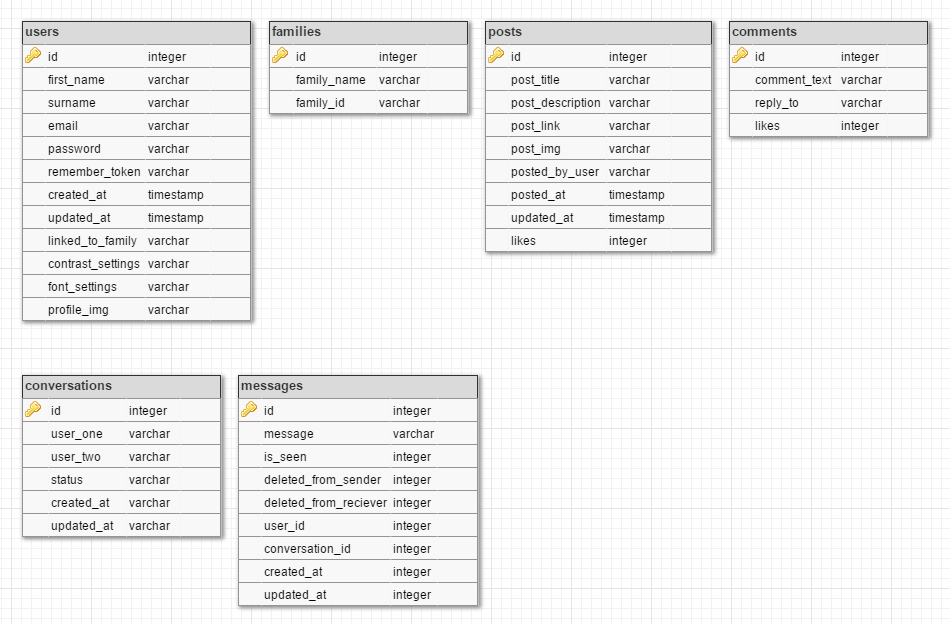 users
id integer
first_name varchar
surname varchar
email varchar
password varchar
remember_token varchar
created_at timestamp
updated_at timestamp
linked_to_family varchar
contrast_settings varchar
font_settings varchar
profile_img varchar
families
id integer
family_name varchar
family_id varchar
posts
id integer
post_title varchar
post_description varchar
post_link varchar
post_img varchar
posted_by_user varchar
posted_at timestamp
updated_at timestamp
likes integer
comments
id integer
comment_text varchar
reply_to varchar
likes integer
conversations
id integer
user_one varchar
user_two varchar
status varchar
created_at varchar
updated_at varchar
messages
id integer
message varchar
is_seen integer
deleted_from_sender integer
deleted_from_reciever integer
user_id integer
conversation_id integer
created_at integer
updated_at integer